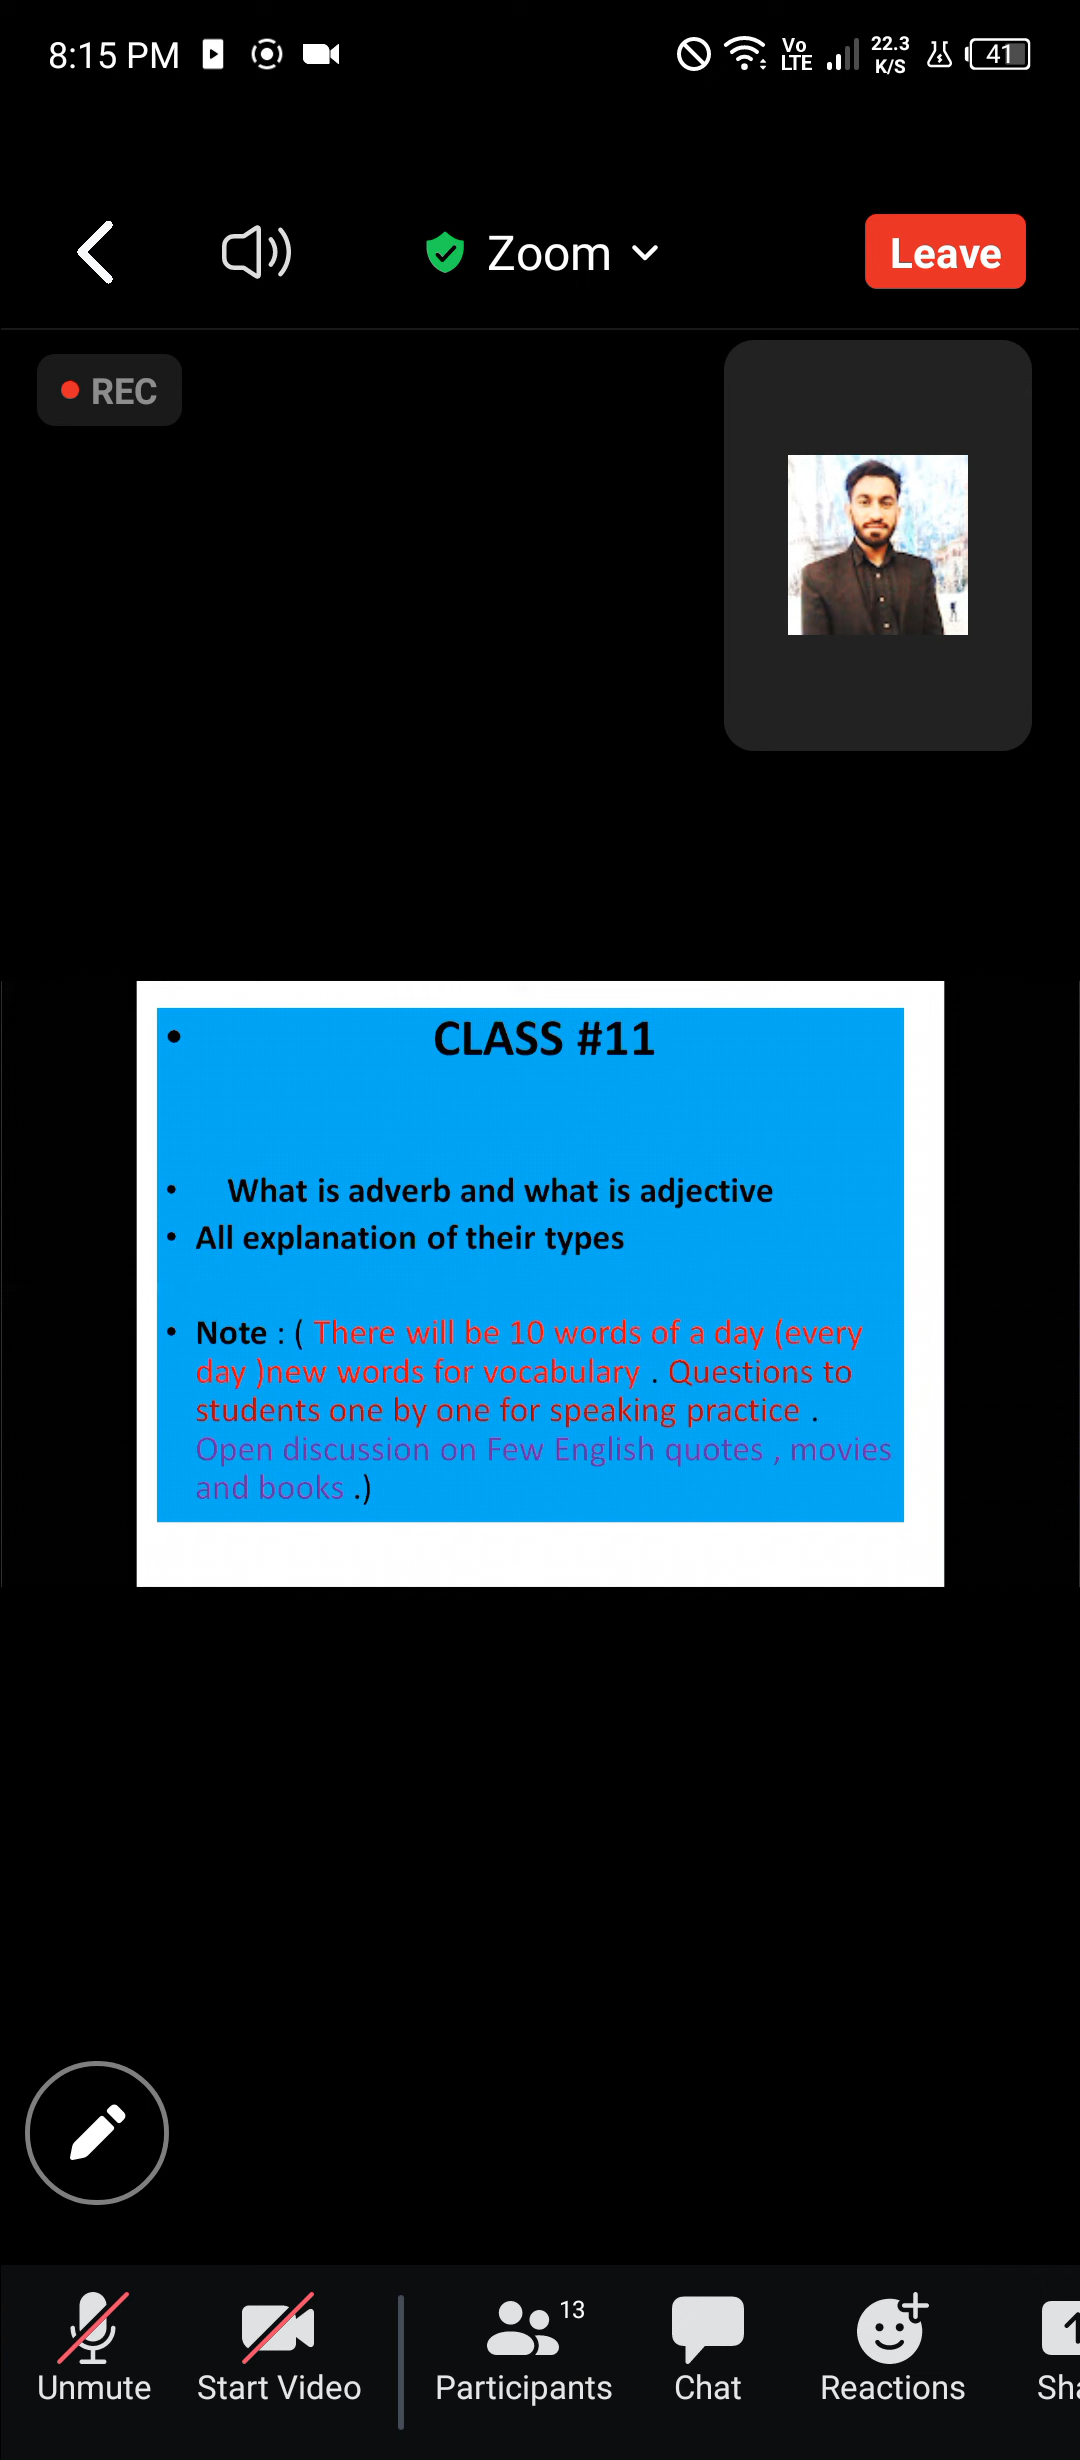 8:15 PM
Vo LTE
22.3 K/S
41
Zoom
Leave
REC
CLASS #11
What is adverb and what is adjective
All explanation of their types
Note : ( There will be 10 words of a day (every
day )new words for vocabulary . Questions to
students one by one for speaking practice .
Open discussion on Few English quotes , movies
and books .)
13
Unmute
Start Video
Participants
Chat
Reactions
Sha